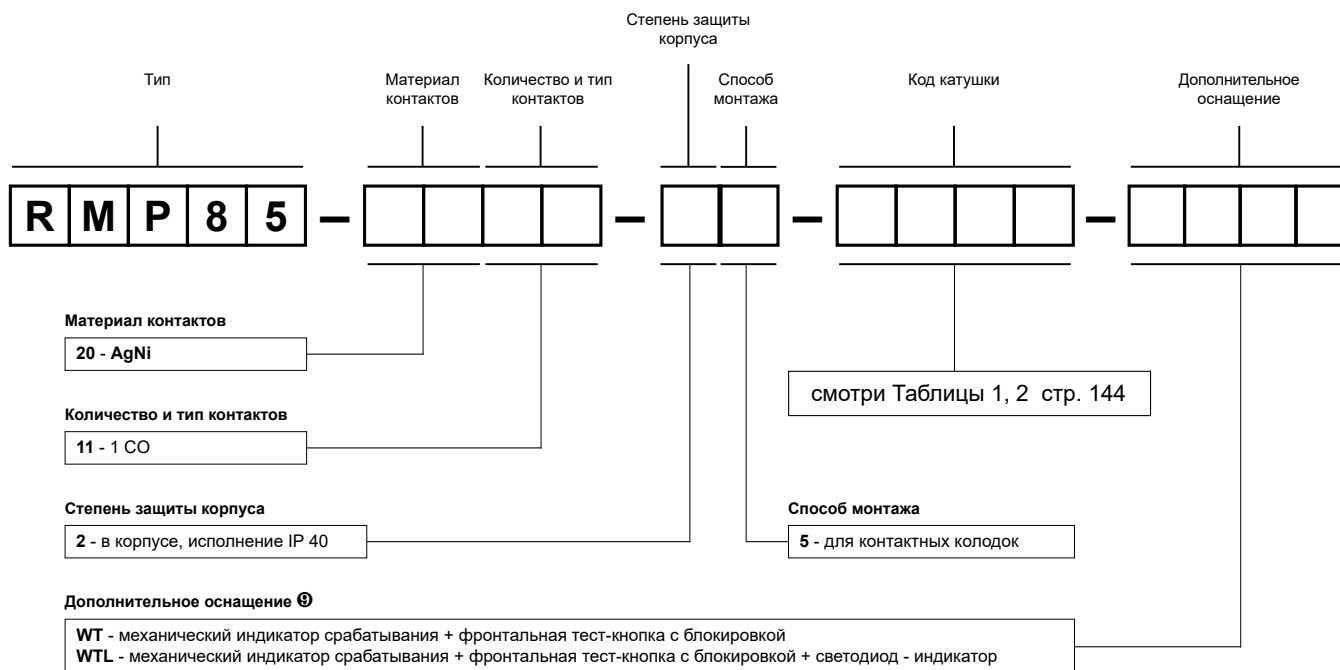 Степень защиты
корпуса
Тип
Материал
контактов
Количество и тип
контактов
Способ
монтажа
Код катушки
Дополнительное
оснащение
RMP85 – – – –
Материал контактов
20 - AgNi
смотри Таблицы 1, 2 стр. 144
Количество и тип контактов
11 - 1 CO
Степень защиты корпуса
2 - в корпусе, исполнение IP 40
Способ монтажа
5 - для контактных колодок
Дополнительное оснащение ❾
WT - механический индикатор срабатывания + фронтальная тест-кнопка с блокировкой
WTL - механический индикатор срабатывания + фронтальная тест-кнопка с блокировкой + светодиод - индикатор